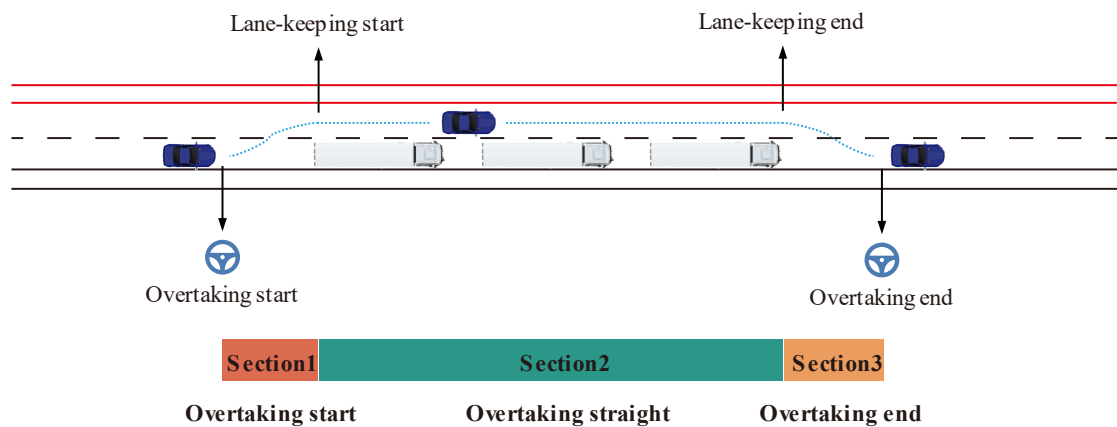 Lane-keeping start
Lane-keeping end
Overtaking start
Overtaking end
Section1
Section2
Section3
Overtaking start
Overtaking straight
Overtaking end